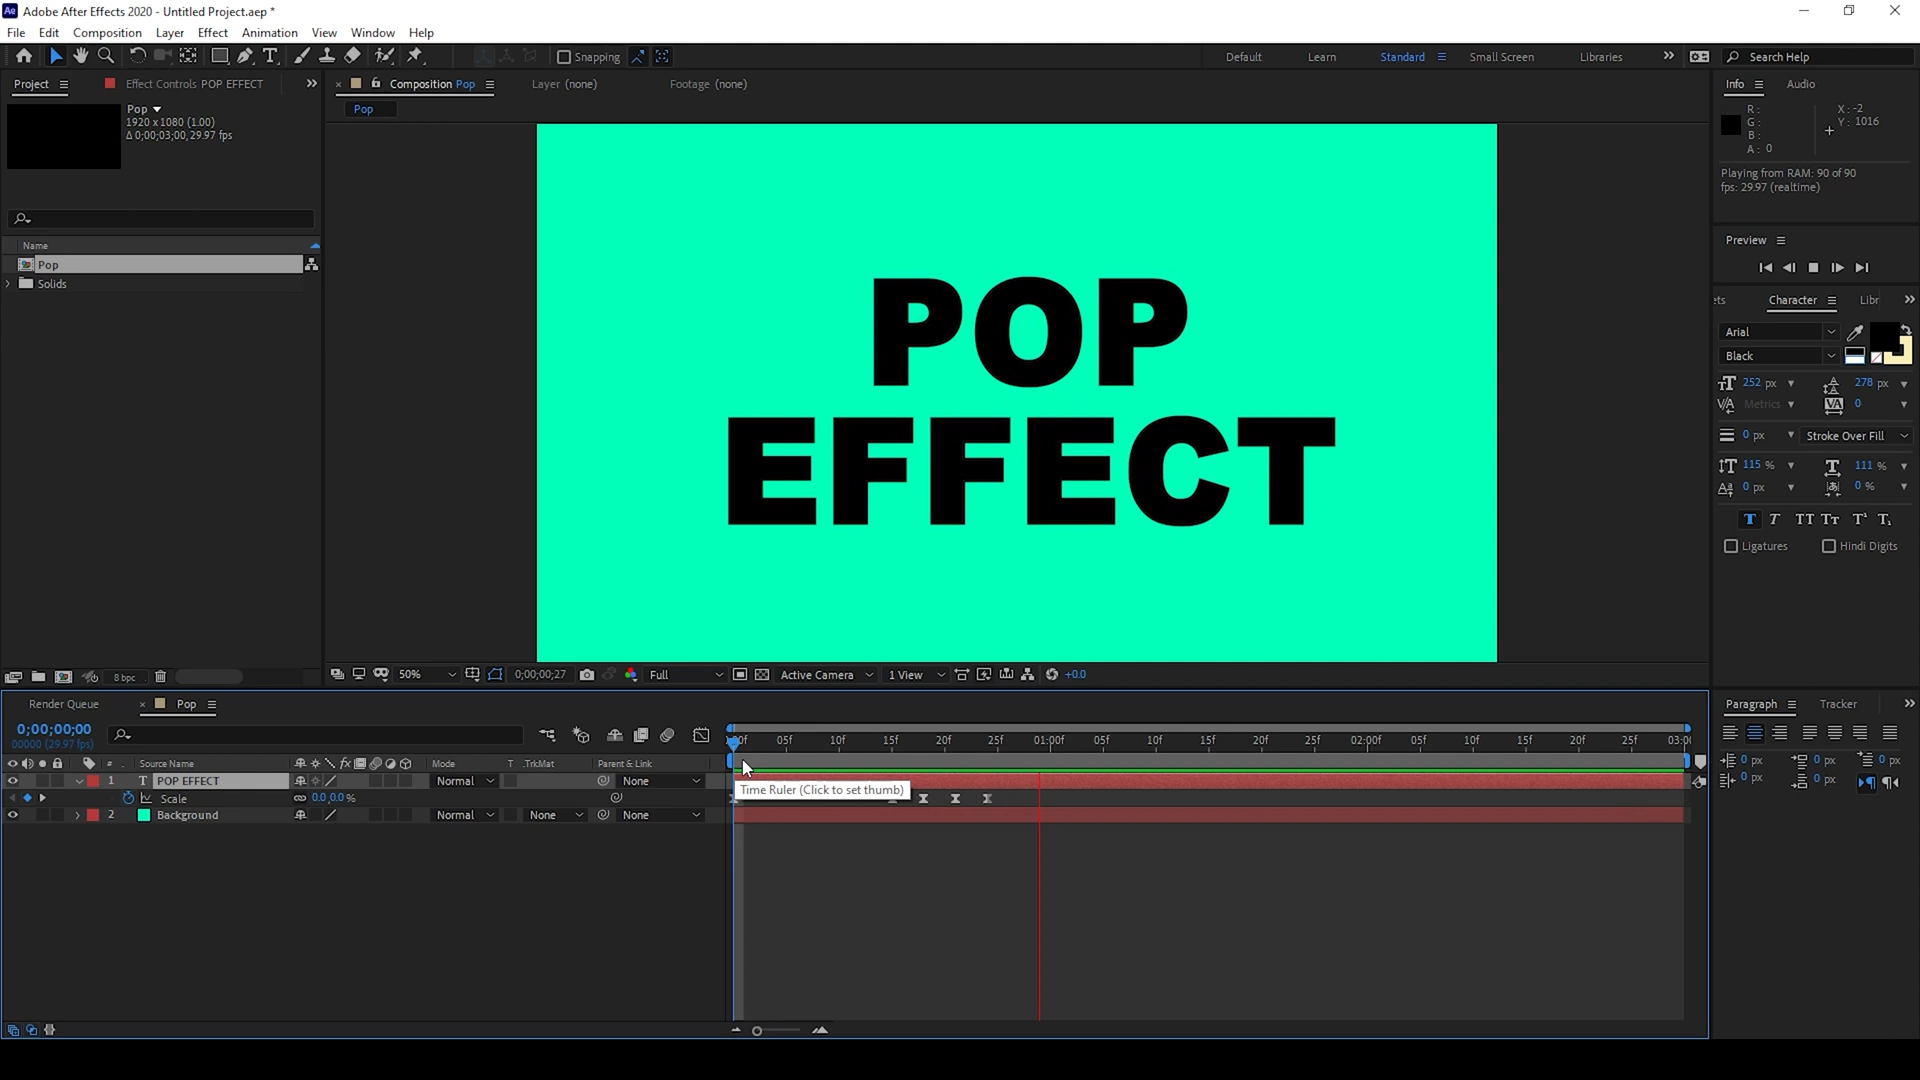 Ae Adobe After Effects 2020 - Untitled Project.aep *
File Edit Composition Layer Effect Animation View Window Help
Snapping Default Learn Standard Small Screen Libraries Search Help
Project Effect Controls POP EFFECT
Composition Pop Layer (none) Footage (none)
Info Audio
Pop
1920 x 1080 (1.00)
Δ 0;00;03;00, 29.97 fps
Pop
R :
G :
B :
A : 0
X : -2
Y : 1016
Playing from RAM: 90 of 90
fps: 29.97 (realtime)
Name
Pop
Solids
POP
EFFECT
Preview
ets Character Libr
Arial
Black
252 px 278 px
Metrics 0
0 px Stroke Over Fill
115 % 111 %
0 px 0 %
T T TT Tt T¹ T₁
Ligatures Hindi Digits
8 bpc
50% 0;00;00;27 Full Active Camera 1 View +0.0
Render Queue Pop
0;00;00;00
00000 (29.97 fps)
05f 10f 15f 20f 25f 01:00f 05f 10f 15f 20f 25f 02:00f 05f 10f 15f 20f 25f
# Source Name fx Mode T .TrkMat Parent & Link
1 T POP EFFECT Normal None
Scale 0.0,0.0 %
Time Ruler (Click to set thumb)
2 Background Normal None None
Paragraph Tracker
0 px 0 px 0 px
0 px 0 px